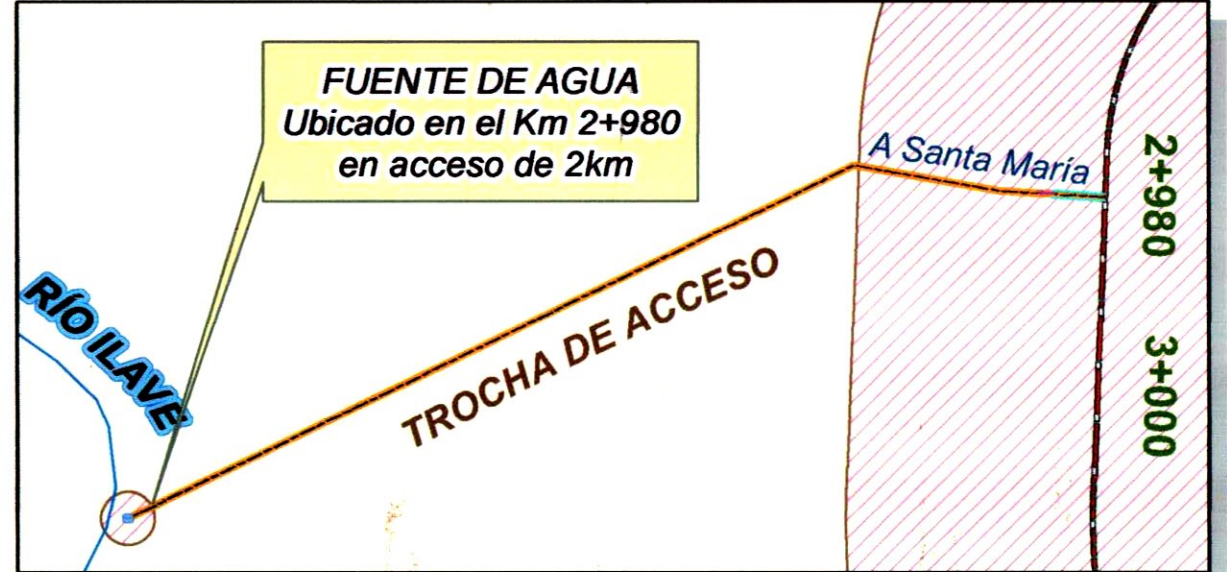 FUENTE DE AGUA
Ubicado en el Km 2+980
en acceso de 2km
A Santa María
2+980
RÍO ILAVE
TROCHA DE ACCESO
3+000